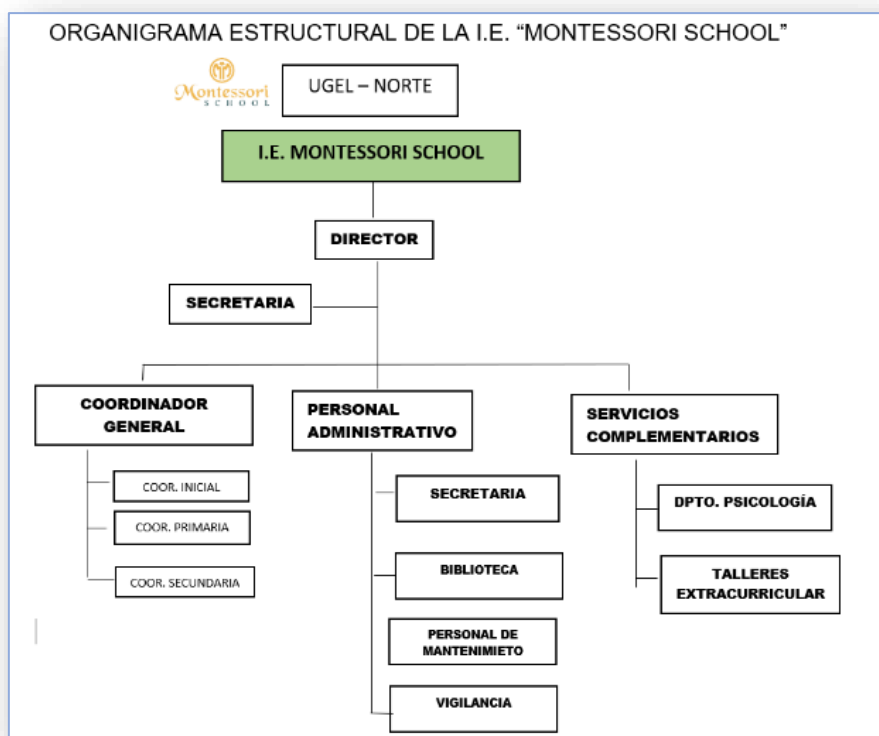 ORGANIGRAMA ESTRUCTURAL DE LA I.E. “MONTESSORI SCHOOL”
Montessori
SCHOOL
UGEL – NORTE
I.E. MONTESSORI SCHOOL
DIRECTOR
SECRETARIA
COORDINADOR
GENERAL
COOR. INICIAL
COOR. PRIMARIA
COOR. SECUNDARIA
PERSONAL
ADMINISTRATIVO
SECRETARIA
BIBLIOTECA
PERSONAL DE
MANTENIMIETO
VIGILANCIA
SERVICIOS
COMPLEMENTARIOS
DPTO. PSICOLOGÍA
TALLERES
EXTRACURRICULAR